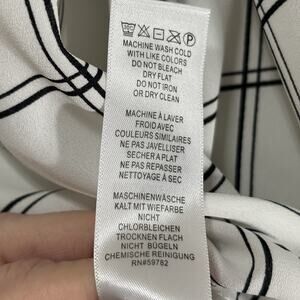 MACHINE WASH COLD
WITH LIKE COLORS
DO NOT BLEACH
DRY FLAT
DO NOT IRON
OR DRY CLEAN
MACHINE À LAVER
FROID AVEC
COULEURS SIMILAIRES
NE PAS JAVELLISER
SECHER A PLAT
NE PAS REPASSER
NETTOYAGE À SEC
MASCHINENWÄSCHE
KALT MIT WIEFARBE
NICHT
CHLORBLEICHEN
TROCKNEN FLACH
NICHT BÜGELN
CHEMISCHE REINIGUNG
RN#59782